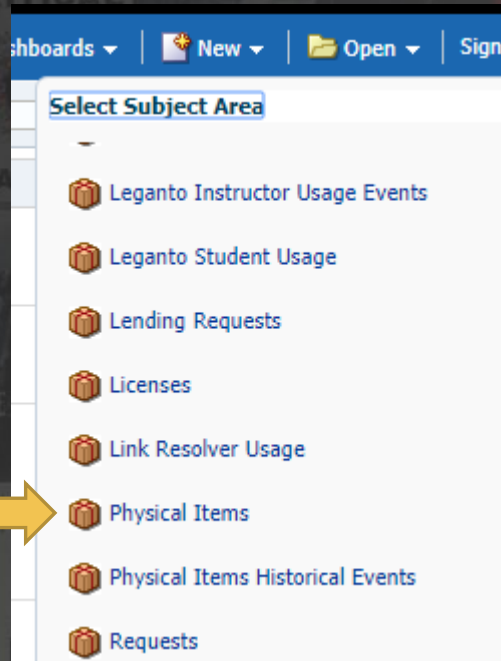 shboards New Open Sign
Select Subject Area
Leganto Instructor Usage Events
Leganto Student Usage
Lending Requests
Licenses
Link Resolver Usage
Physical Items
Physical Items Historical Events
Requests